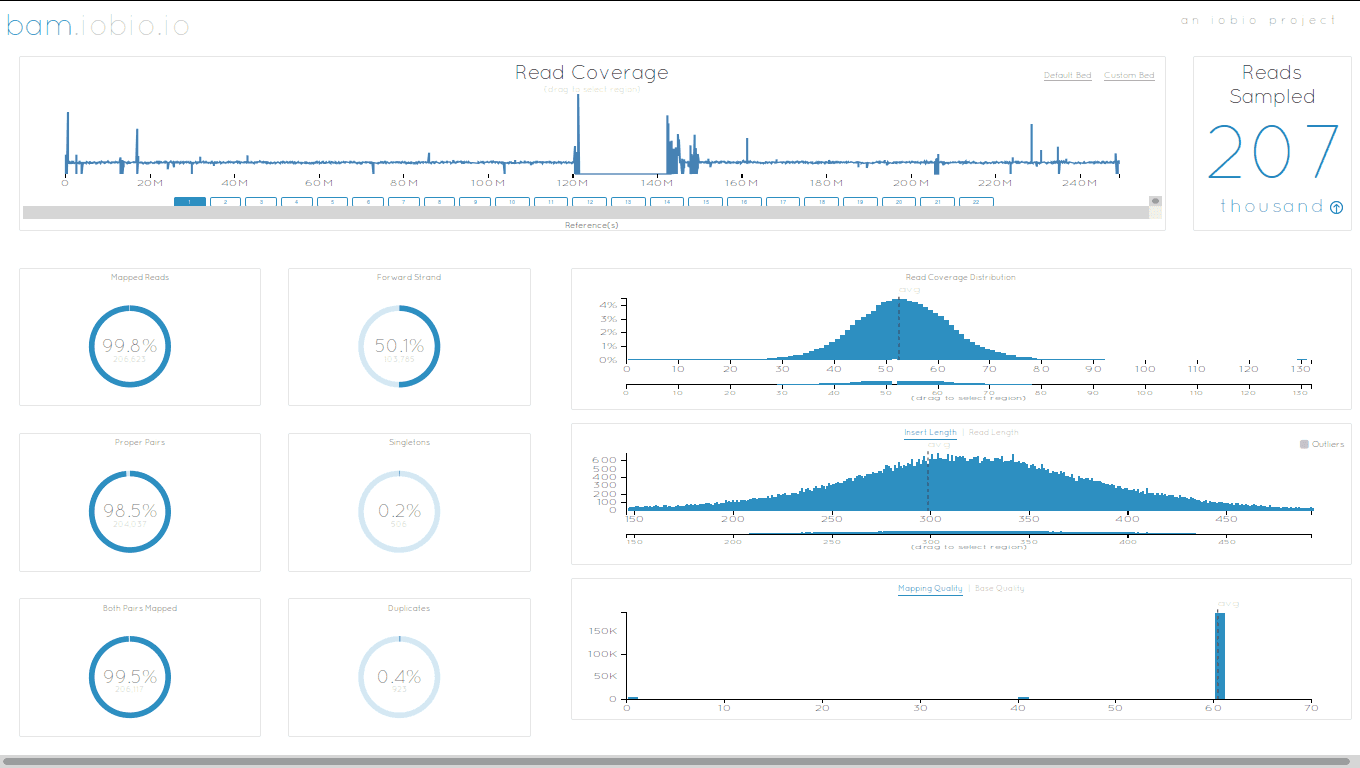 bam.iobio.io
an iobio project
Read Coverage
(drag to select region)
Default Bed Custom Bed
0 20M 40M 60M 80M 100M 120M 140M 160M 180M 200M 220M 240M
1 2 3 4 5 6 7 8 9 10 11 12 13 14 15 16 17 18 19 20 21 22
Reference(s)
Reads
Sampled
207
thousand
Mapped Reads
99.8%
Forward Strand
50.1%
Proper Pairs
98.5%
204,037
Singletons
0.2%
Both Pairs Mapped
99.5%
Duplicates
0.4%
923
Read Coverage Distribution
avg
4%
3%
2%
0%
0 10 20 30 40 50 60 70 80 90 100 110 120 130
0 10 20 30 40 50 60 70 80 90 100 110 120 130
(drag to select region)
Insert Length | Read Length
avg
Outliers
600
500
400
300
200
100
0
150 200 250 300 350 400 450
150 200 250 300 350 400 450
(drag to select region)
Mapping Quality | Base Quality
avg
150K
100K
50K
0
0 10 20 30 40 50 60 70